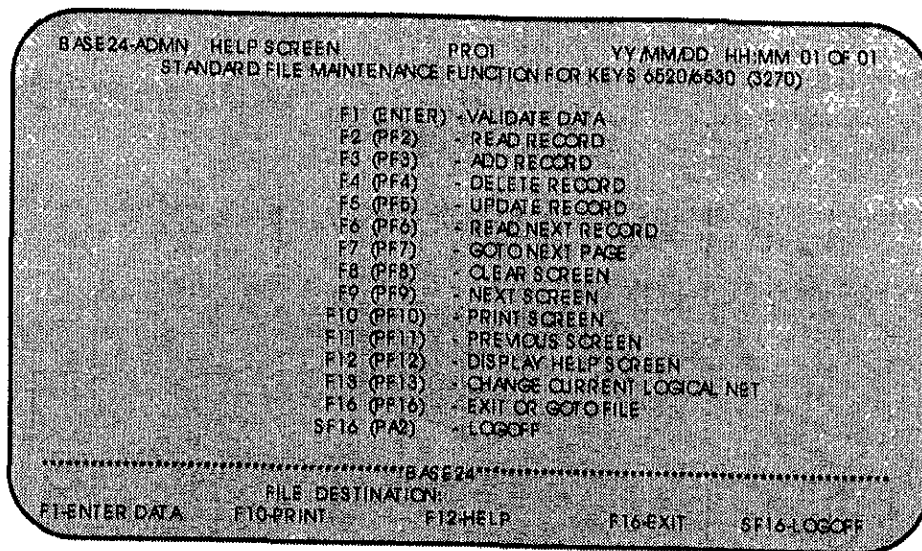 BASE24-ADMN HELP SCREEN PRO1 YY/MM/DD HH:MM 01 OF 01
STANDARD FILE MAINTENANCE FUNCTION FOR KEYS 6520/6530 (3270)
F1 (ENTER) - VALIDATE DATA
F2 (PF2) - READ RECORD
F3 (PF3) - ADD RECORD
F4 (PF4) - DELETE RECORD
F5 (PF5) - UPDATE RECORD
F6 (PF6) - READ NEXT RECORD
F7 (PF7) - GOTO NEXT PAGE
F8 (PF8) - CLEAR SCREEN
F9 (PF9) - NEXT SCREEN
F10 (PF10) - PRINT SCREEN
F11 (PF11) - PREVIOUS SCREEN
F12 (PF12) - DISPLAY HELP SCREEN
F13 (PF13) - CHANGE CURRENT LOGICAL NET
F16 (PF16) - EXIT OR GOTO FILE
SF16 (PA2) - LOGOFF
****************************************BASE24****************************************
FILE DESTINATION:
F1-ENTER DATA F10-PRINT F12-HELP F16-EXIT SF16-LOGOFF